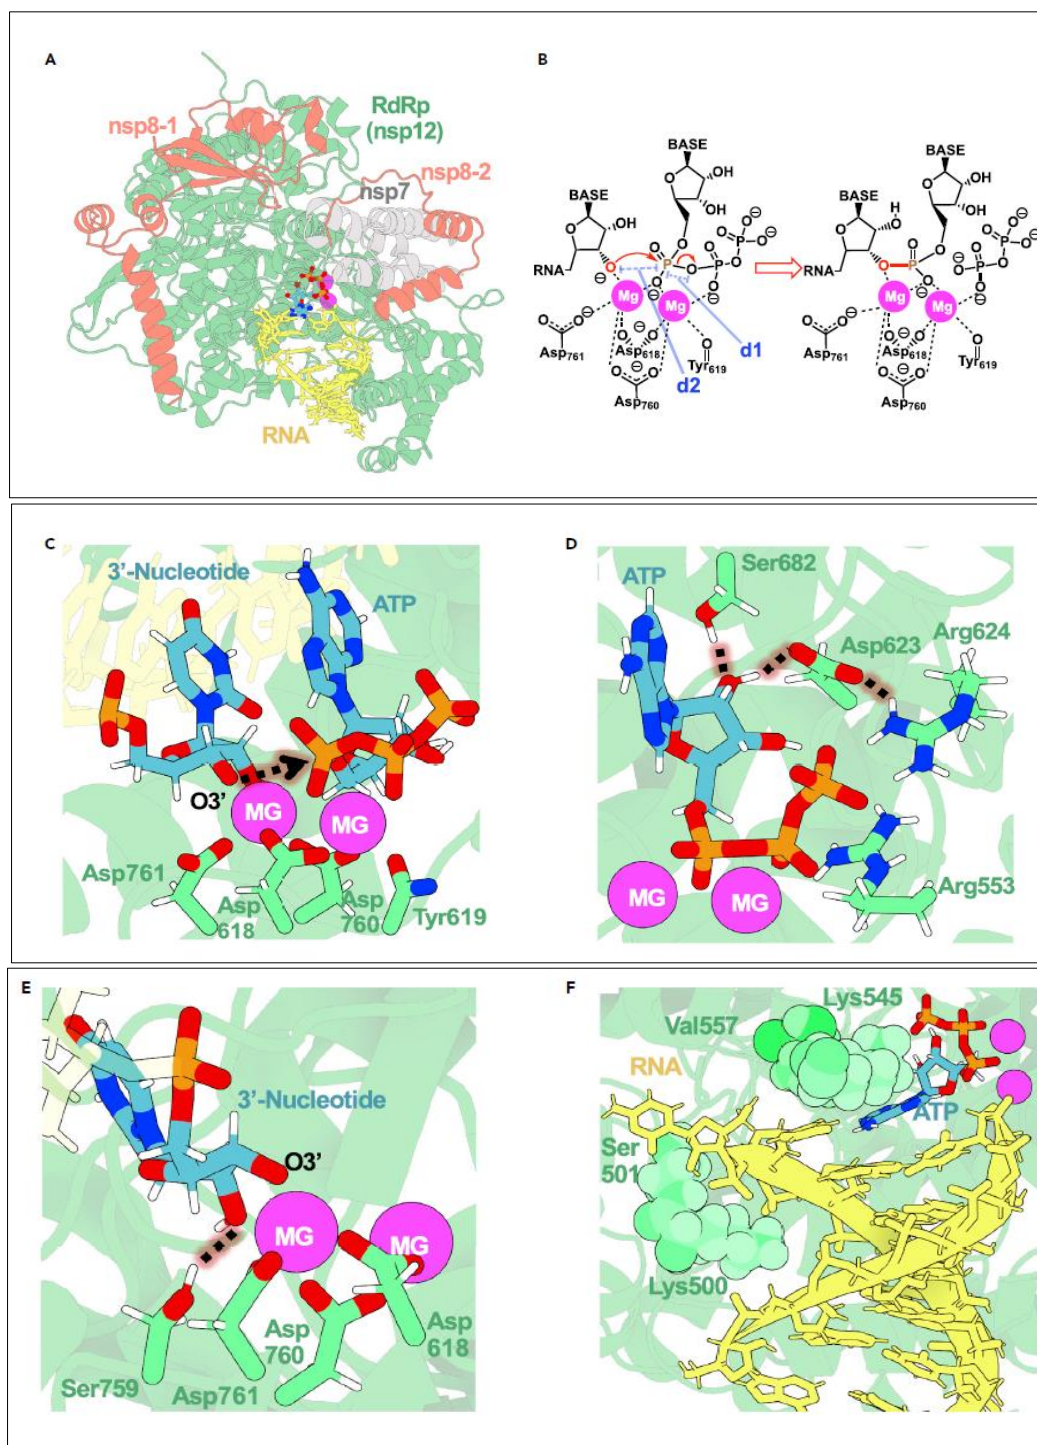 A
RdRp
(nsp12)
nsp8-1
nsp8-2
nsp7
RNA
B
BASE
OH
OH
BASE
OH
O
O
O
P
O
P
O
P
O
O
RNA
Mg
Mg
Asp761
Asp618
Tyr619
Asp760
d1
d2
BASE
OH
OH
BASE
H
O
O
O
P
O
P
O
P
O
O
RNA
Mg
Mg
Asp761
Asp618
Tyr619
Asp760
C
3'-Nucleotide
ATP
O3'
MG
MG
Asp761
Asp
618
Asp
760
Tyr619
D
ATP
Ser682
Asp623
Arg624
Arg553
MG
MG
E
3'-Nucleotide
O3'
MG
MG
Ser759
Asp761
Asp
760
Asp
618
F
Lys545
Val557
RNA
ATP
Ser
501
Lys500